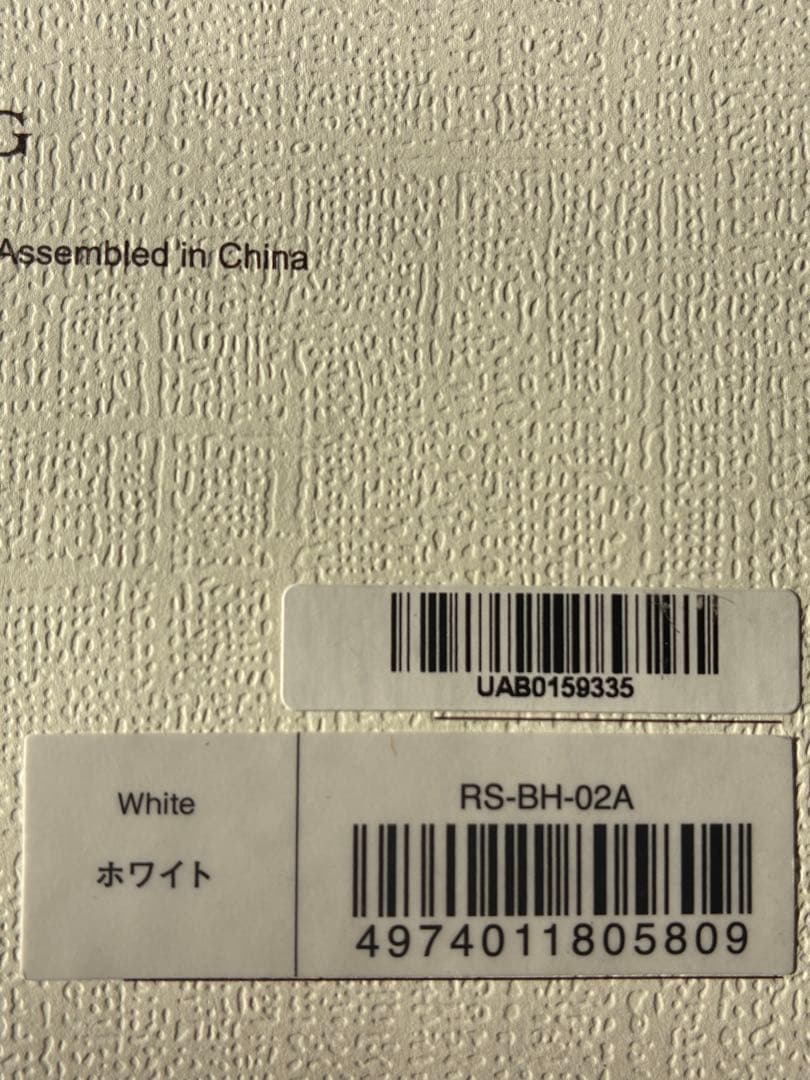 G
Assembled in China
UAB0159335
White
ホワイト
RS-BH-02A
4974011805809